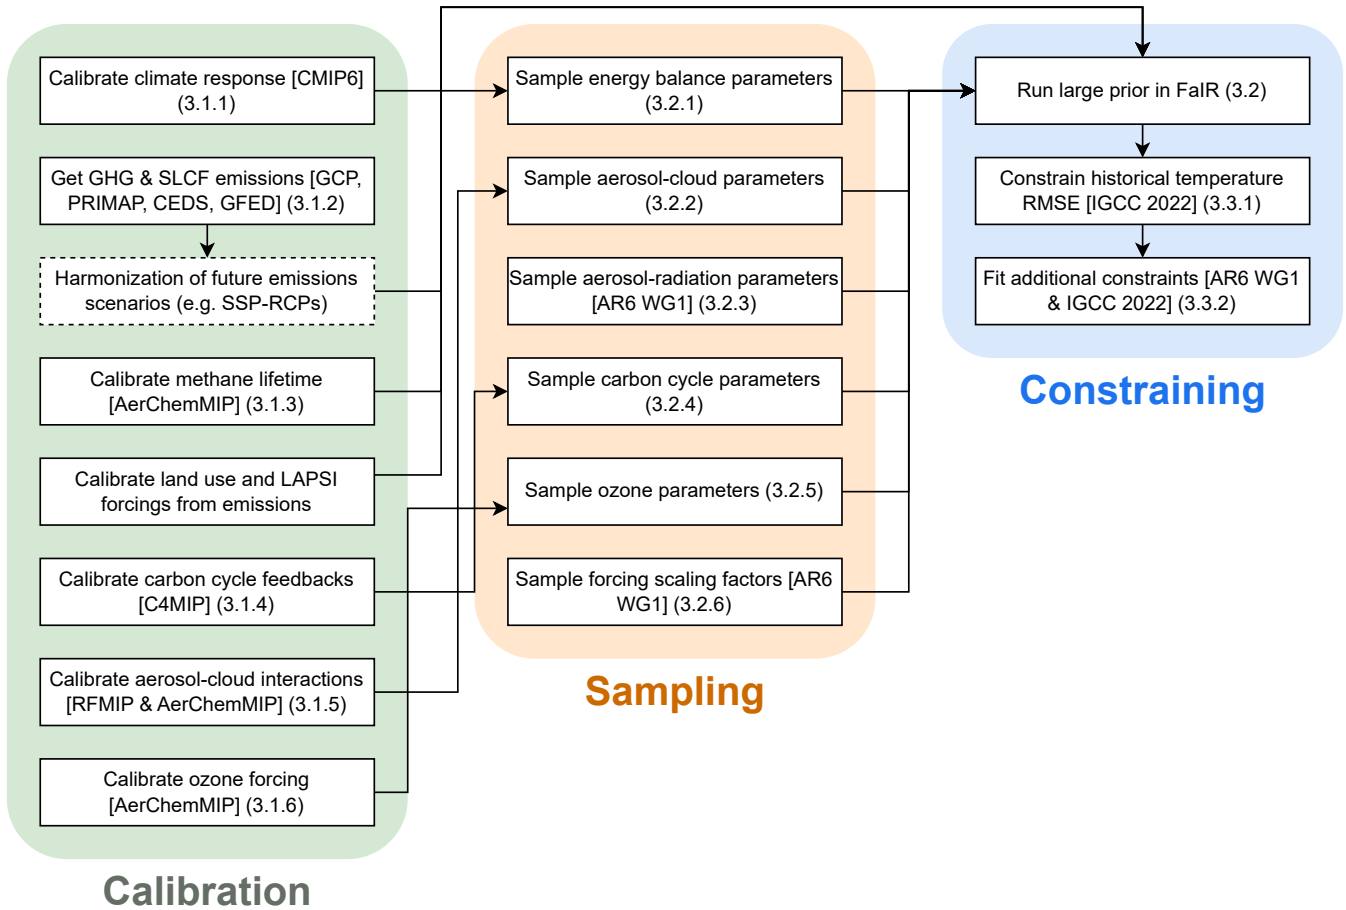 Calibrate climate response [CMIP6]
(3.1.1)
Get GHG & SLCF emissions [GCP,
PRIMAP, CEDS, GFED] (3.1.2)
Harmonization of future emissions
scenarios (e.g. SSP-RCPs)
Calibrate methane lifetime
[AerChemMIP] (3.1.3)
Calibrate land use and LAPSI
forcings from emissions
Calibrate carbon cycle feedbacks
[C4MIP] (3.1.4)
Calibrate aerosol-cloud interactions
[RFMIP & AerChemMIP] (3.1.5)
Calibrate ozone forcing
[AerChemMIP] (3.1.6)
Calibration
Sample energy balance parameters
(3.2.1)
Sample aerosol-cloud parameters
(3.2.2)
Sample aerosol-radiation parameters
[AR6 WG1] (3.2.3)
Sample carbon cycle parameters
(3.2.4)
Sample ozone parameters (3.2.5)
Sample forcing scaling factors [AR6
WG1] (3.2.6)
Sampling
Run large prior in FaIR (3.2)
Constrain historical temperature
RMSE [IGCC 2022] (3.3.1)
Fit additional constraints [AR6 WG1
& IGCC 2022] (3.3.2)
Constraining